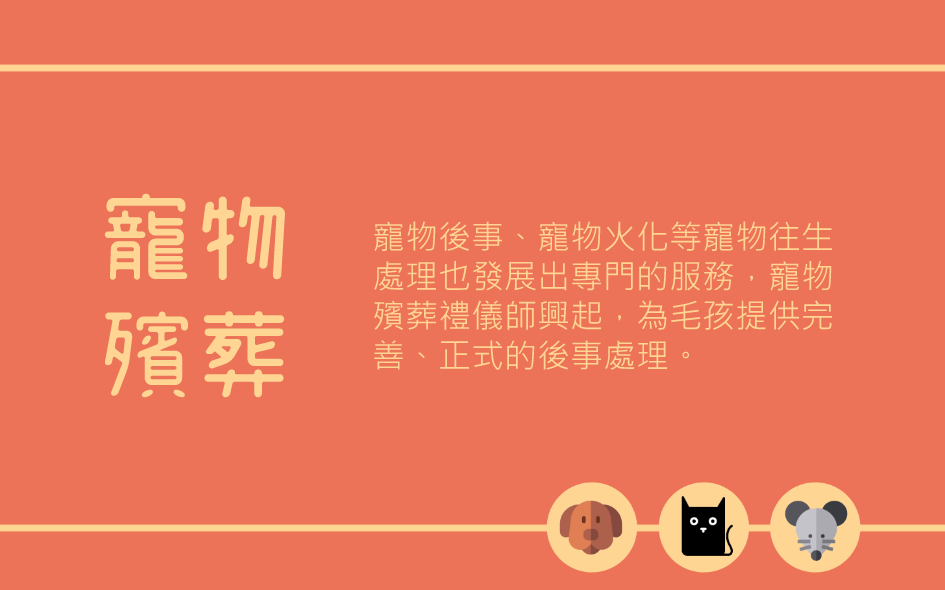 寵物
殯葬
寵物後事、寵物火化等寵物往生
處理也發展出專門的服務，寵物
殯葬禮儀師興起，為毛孩提供完
善、正式的後事處理。